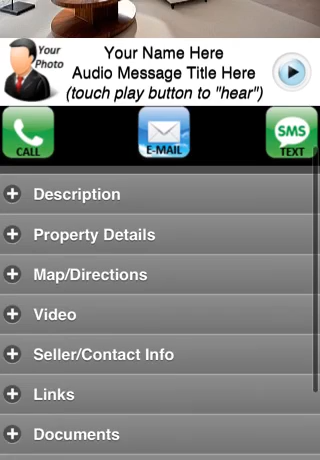 Your
Photo
Your Name Here
Audio Message Title Here
(touch play button to "hear")
CALL
E-MAIL
SMS
TEXT
Description
Property Details
Map/Directions
Video
Seller/Contact Info
Links
Documents